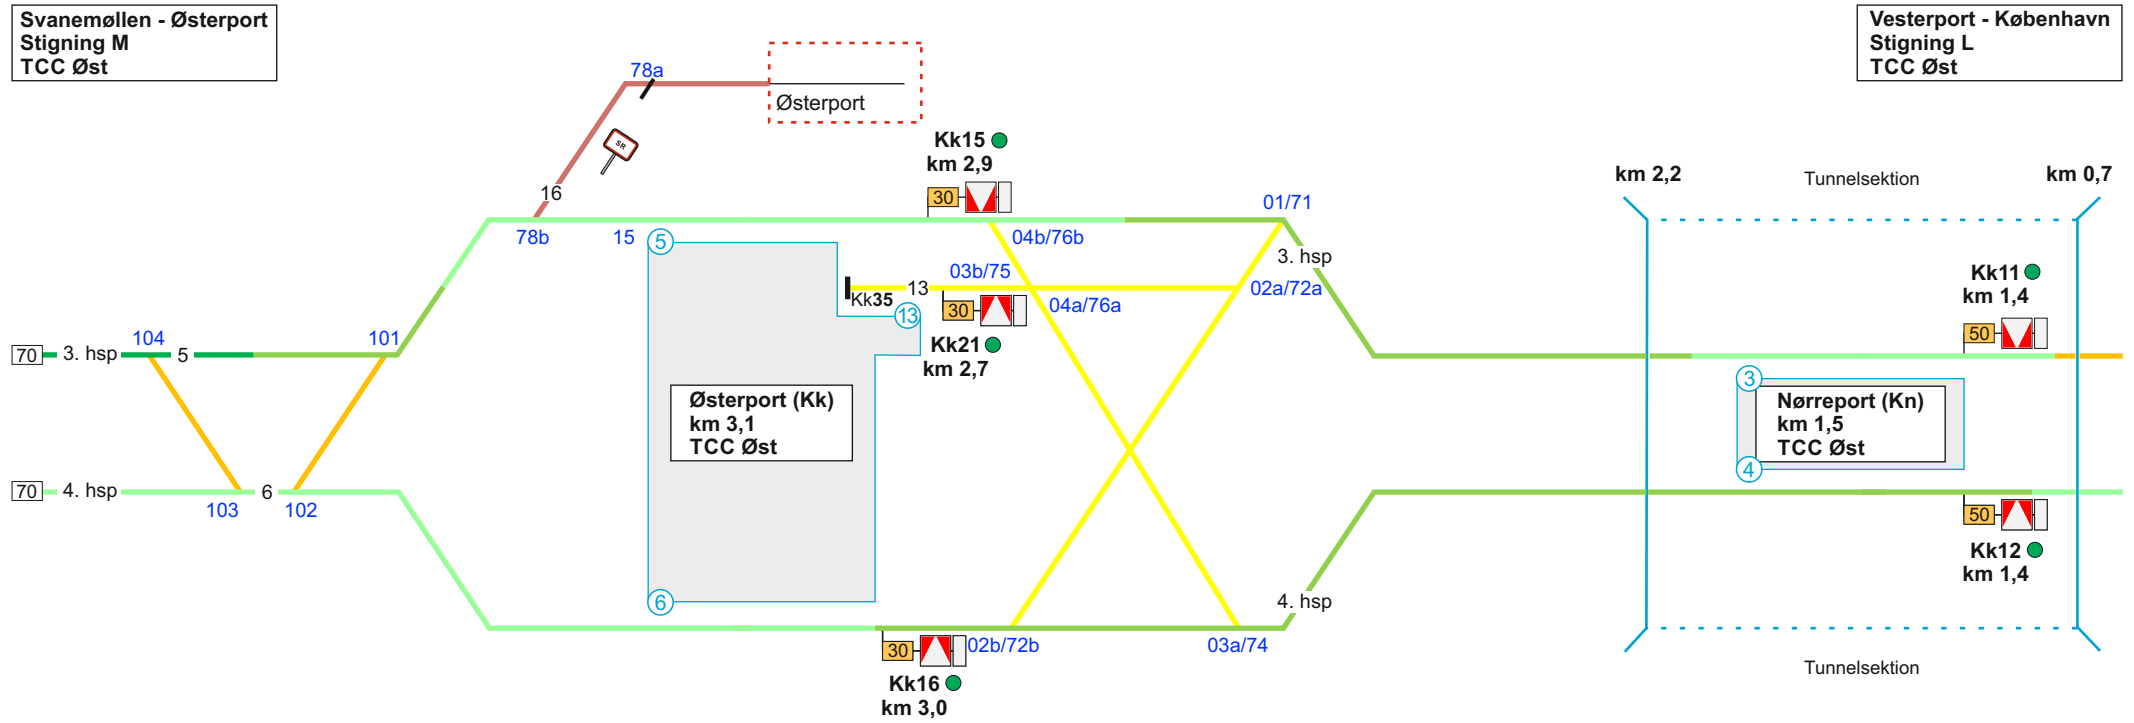 Svanemøllen - Østerport
Stigning M
TCC Øst
Vesterport - København
Stigning L
TCC Øst
78a
Østerport
SR
16
Kk15
km 2,9
30
km 2,2
Tunnelsektion
km 0,7
01/71
78b
15
5
04b/76b
3. hsp
03b/75
13
02a/72a
Kk35
04a/76a
30
13
Kk21
km 2,7
Kk11
km 1,4
50
104
101
70
3. hsp
5
3
Østerport (Kk)
km 3,1
TCC Øst
Nørreport (Kn)
km 1,5
TCC Øst
4
70
4. hsp
6
103
102
50
Kk12
km 1,4
6
4. hsp
30
02b/72b
03a/74
Kk16
km 3,0
Tunnelsektion